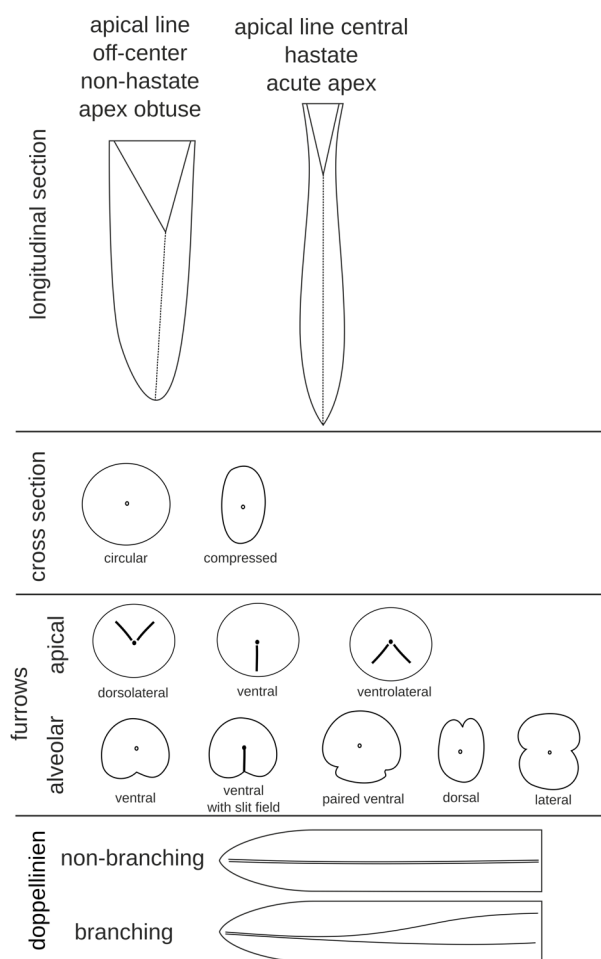 apical line
off-center
non-hastate
apex obtuse
apical line central
hastate
acute apex
longitudinal section
cross section
circular
compressed
furrows
apical
dorsolateral
ventral
ventrolateral
alveolar
ventral
ventral
with slit field
paired ventral
dorsal
lateral
doppellinien
non-branching
branching